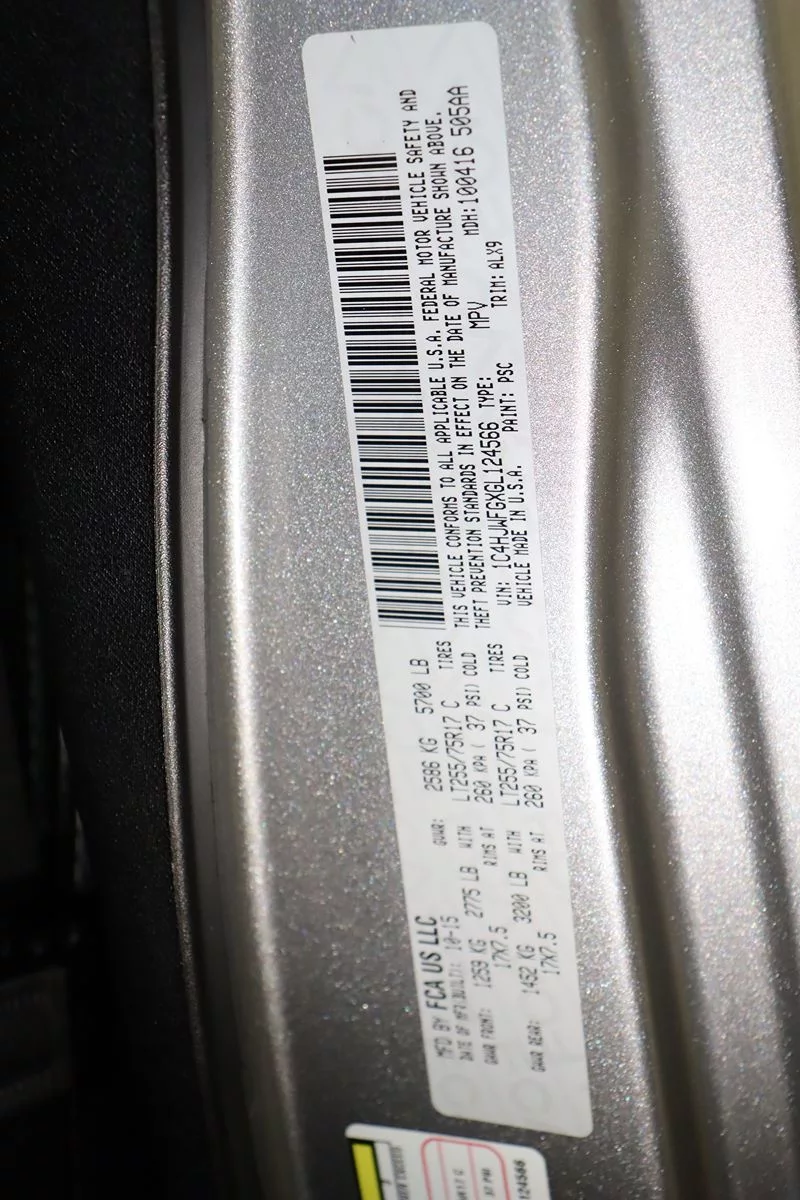 MFD BY FCA US LLC
DATE OF MFR/BUILT: 10-15 GVWR: 2586 KG 5700 LB
GAWR FRONT: 1259 KG 2775 LB WITH LT255/75R17 C TIRES
17X7.5 RIMS AT 260 KPA ( 37 PSI) COLD
GAWR REAR: 1452 KG 3200 LB WITH LT255/75R17 C TIRES
17X7.5 RIMS AT 260 KPA ( 37 PSI) COLD
THIS VEHICLE CONFORMS TO ALL APPLICABLE U.S.A. FEDERAL MOTOR VEHICLE SAFETY AND
THEFT PREVENTION STANDARDS IN EFFECT ON THE DATE OF MANUFACTURE SHOWN ABOVE.
VIN: 1C4HJWFGXGL124566 TYPE: MPV MDH:100416 505AA
VEHICLE MADE IN U.S.A. PAINT: PSC TRIM: ALX9
124566